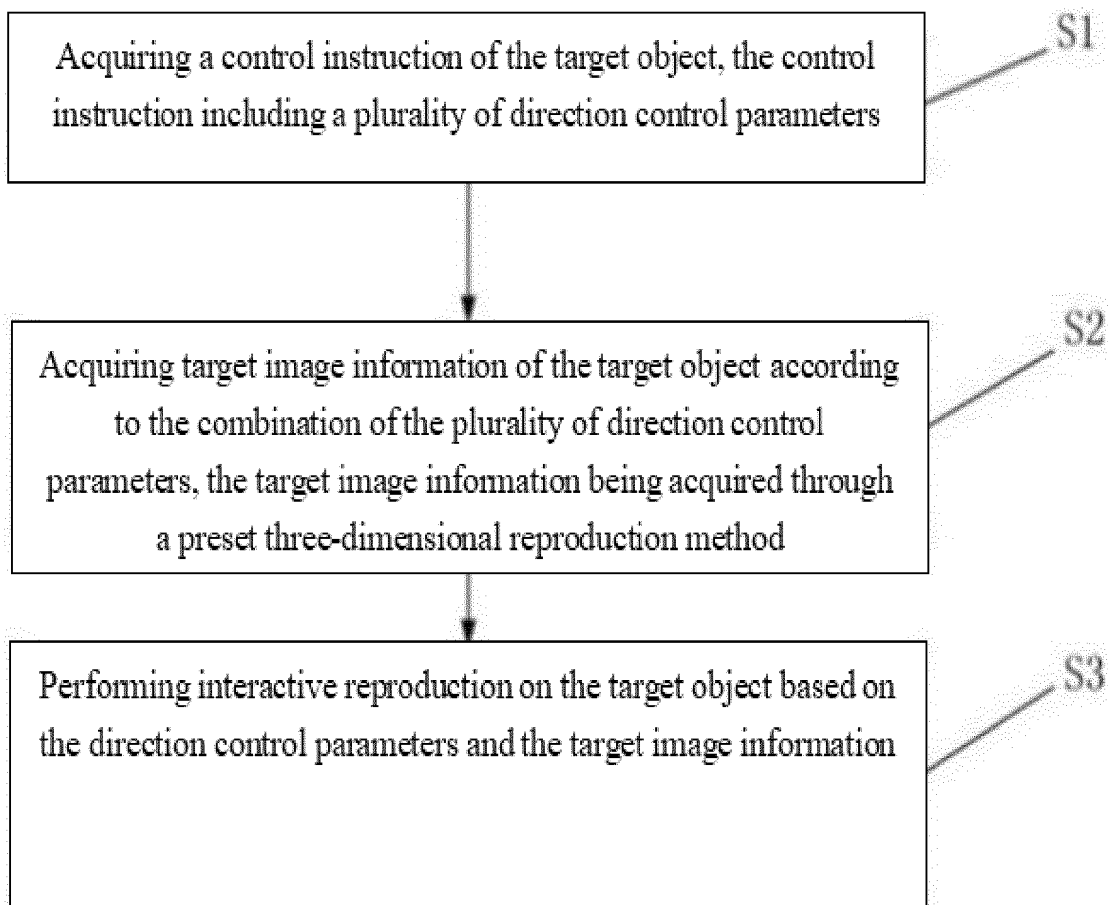 S1
Acquiring a control instruction of the target object, the control
instruction including a plurality of direction control parameters
S2
Acquiring target image information of the target object according
to the combination of the plurality of direction control
parameters, the target image information being acquired through
a preset three-dimensional reproduction method
S3
Performing interactive reproduction on the target object based on
the direction control parameters and the target image information